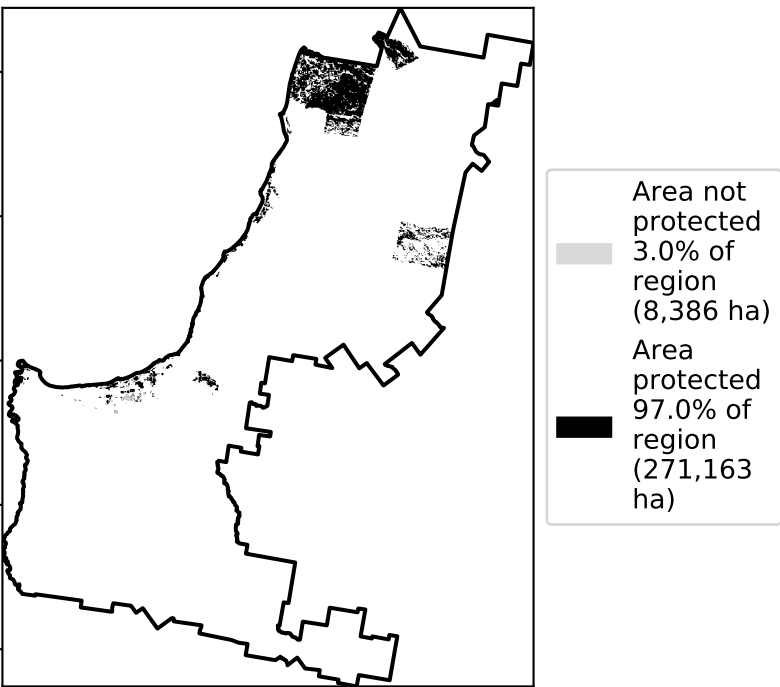 Area not
protected
3.0% of
region
(8,386 ha)
Area
protected
97.0% of
region
(271,163
ha)